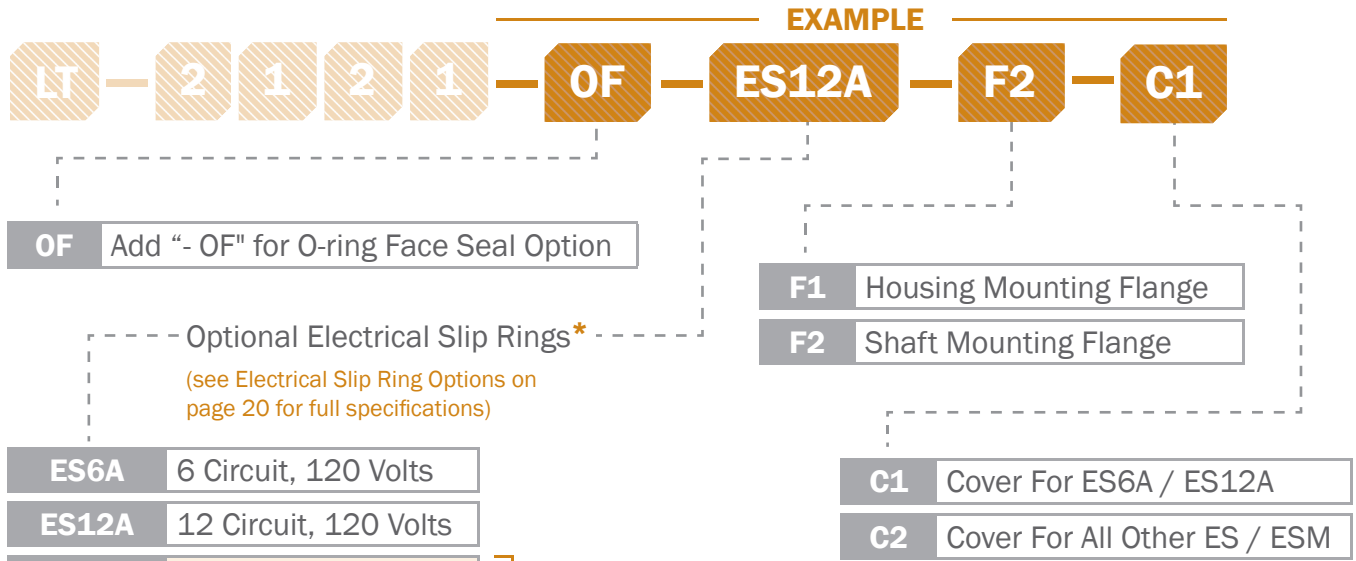 EXAMPLE
LT - 2 1 2 1 - OF - ES12A - F2 - C1
OF Add “- OF" for O-ring Face Seal Option
Optional Electrical Slip Rings*
(see Electrical Slip Ring Options on
page 20 for full specifications)
ES6A 6 Circuit, 120 Volts
ES12A 12 Circuit, 120 Volts
F1 Housing Mounting Flange
F2 Shaft Mounting Flange
C1 Cover For ES6A / ES12A
C2 Cover For All Other ES / ESM